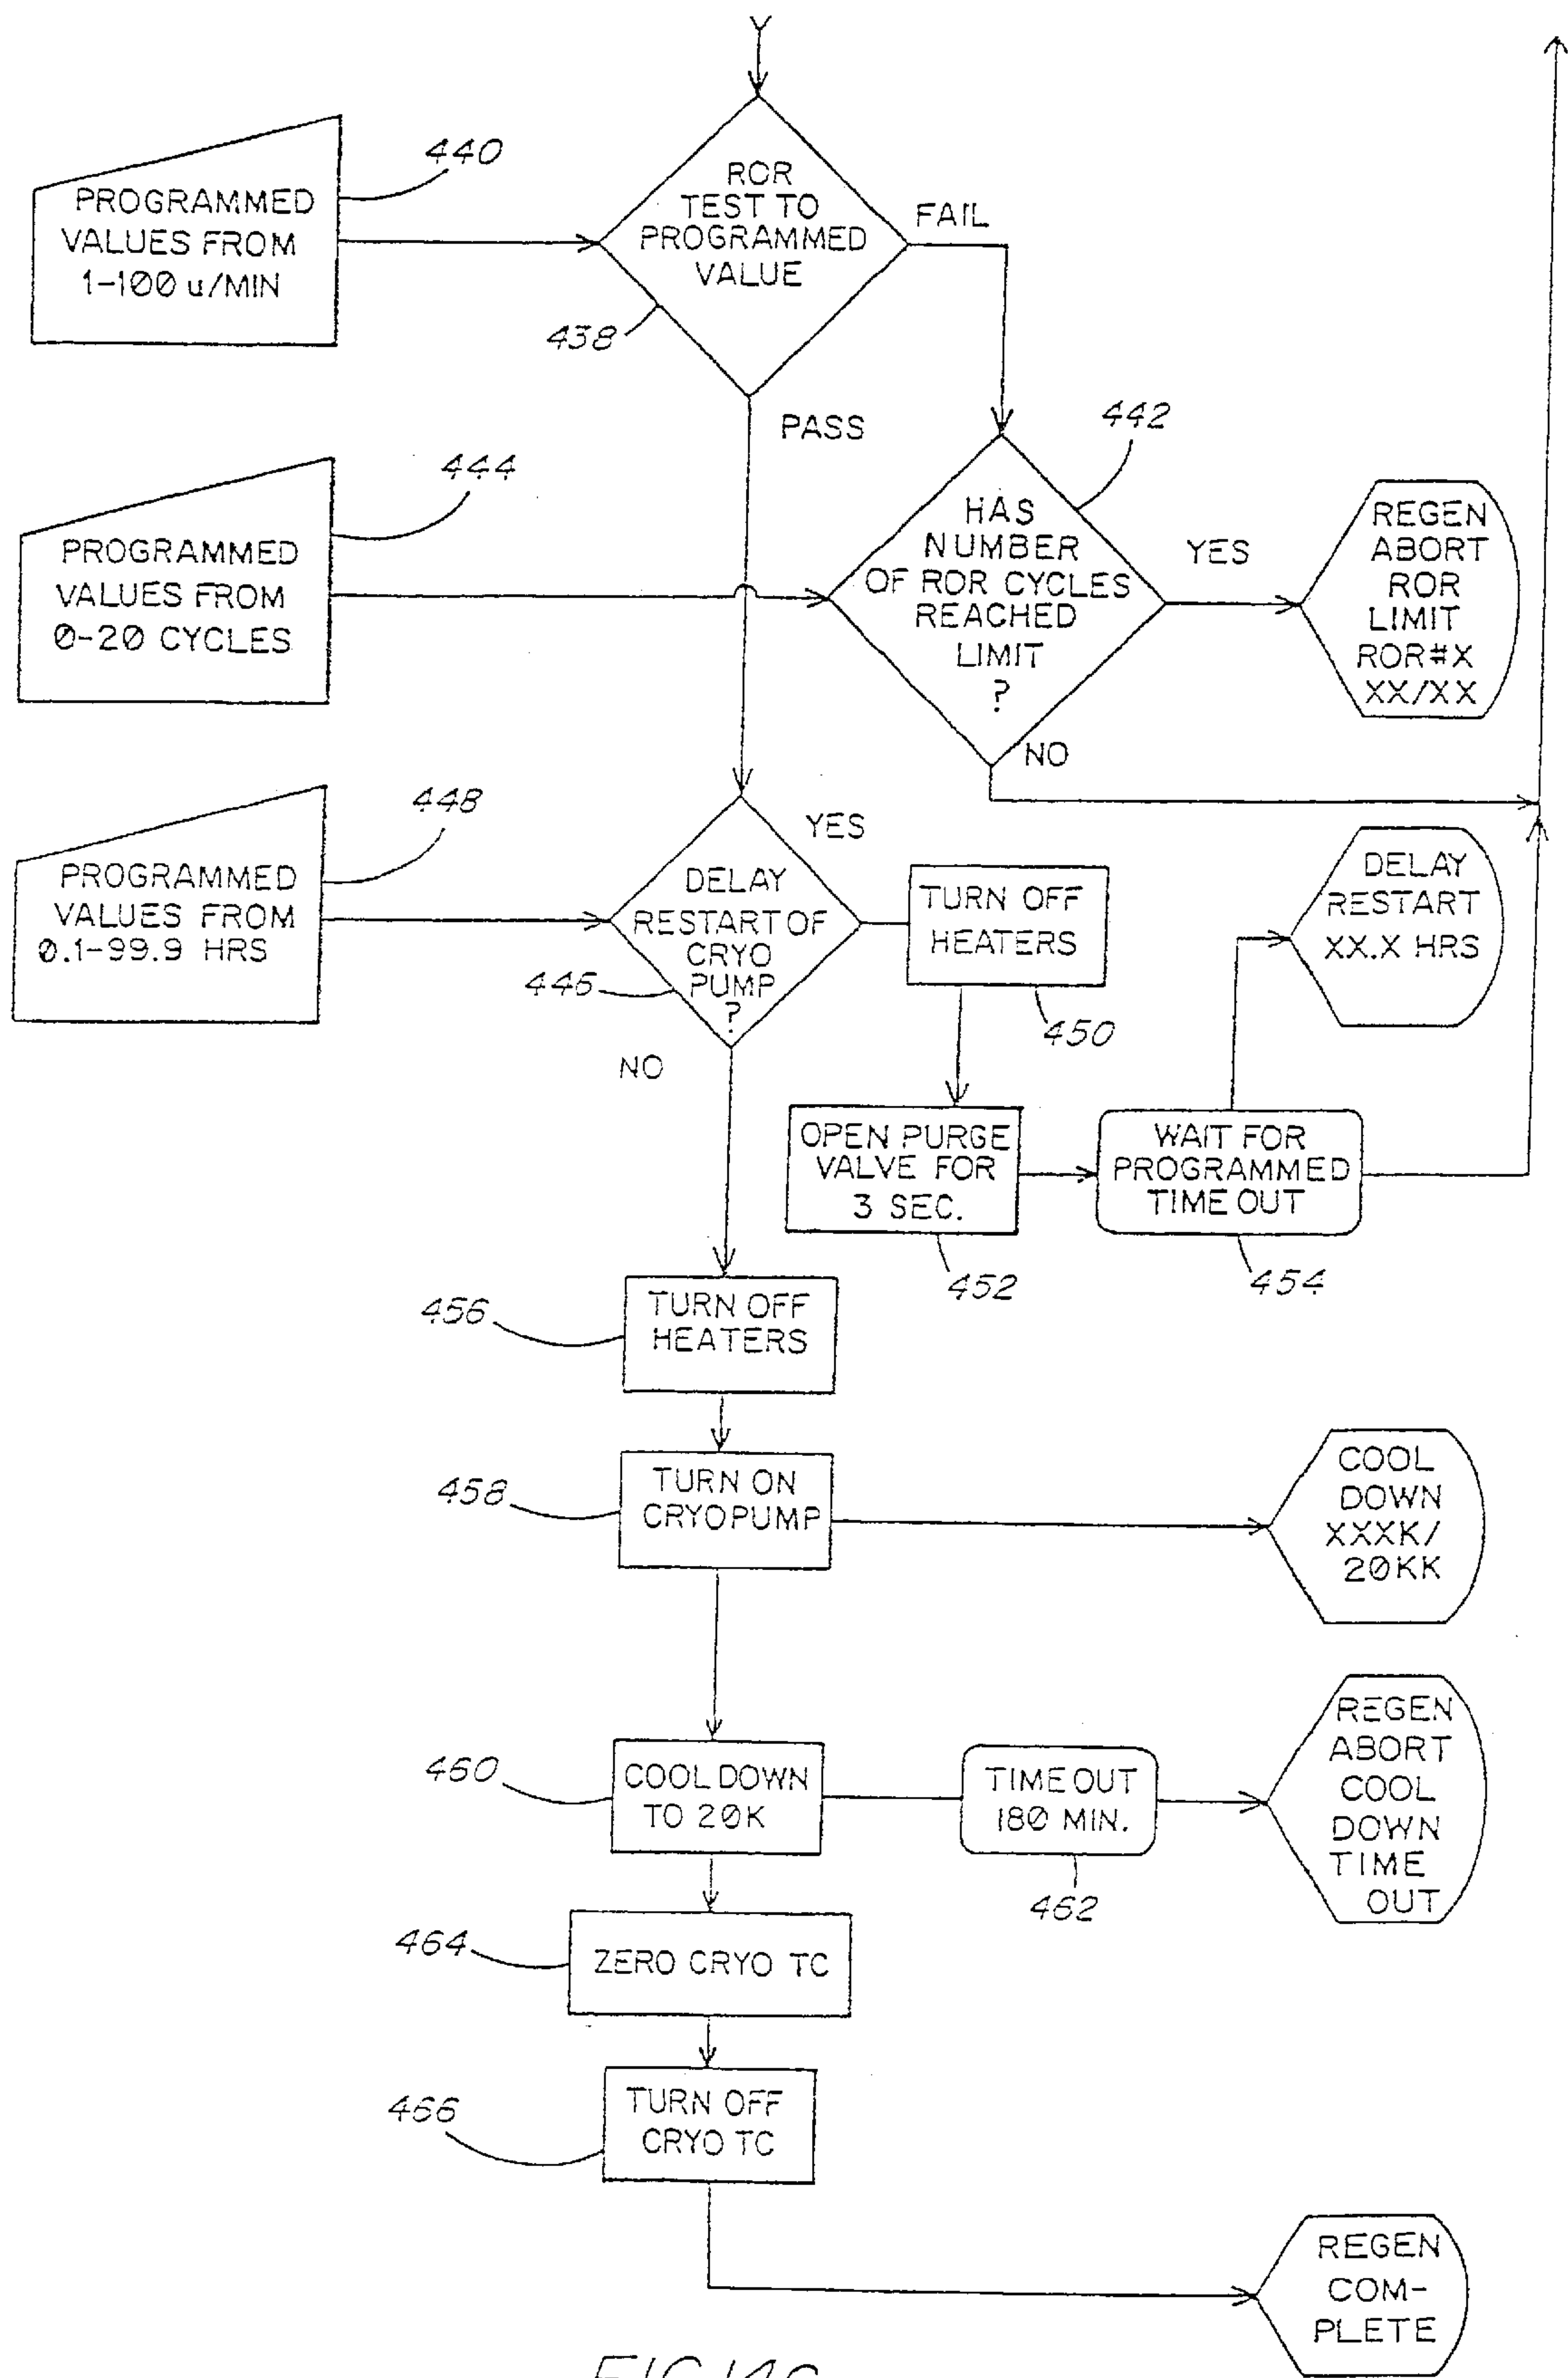 Y
440
PROGRAMMED
VALUES FROM
1-100 u/MIN
ROR
TEST TO
PROGRAMMED
VALUE
438
FAIL
PASS
442
444
PROGRAMMED
VALUES FROM
0-20 CYCLES
HAS
NUMBER
OF ROR CYCLES
REACHED
LIMIT
?
YES
NO
REGEN
ABORT
ROR
LIMIT
ROR#X
XX/XX
448
PROGRAMMED
VALUES FROM
0.1-99.9 HRS
DELAY
RESTART OF
CRYO
PUMP
?
446
YES
NO
TURN OFF
HEATERS
450
DELAY
RESTART
XX.X HRS
OPEN PURGE
VALVE FOR
3 SEC.
452
WAIT FOR
PROGRAMMED
TIME OUT
454
456
TURN OFF
HEATERS
458
TURN ON
CRYOPUMP
COOL
DOWN
XXXK/
20KK
460
COOL DOWN
TO 20K
TIME OUT
180 MIN.
462
REGEN
ABORT
COOL
DOWN
TIME
OUT
464
ZERO CRYO TC
466
TURN OFF
CRYO TC
REGEN
COM-
PLETE